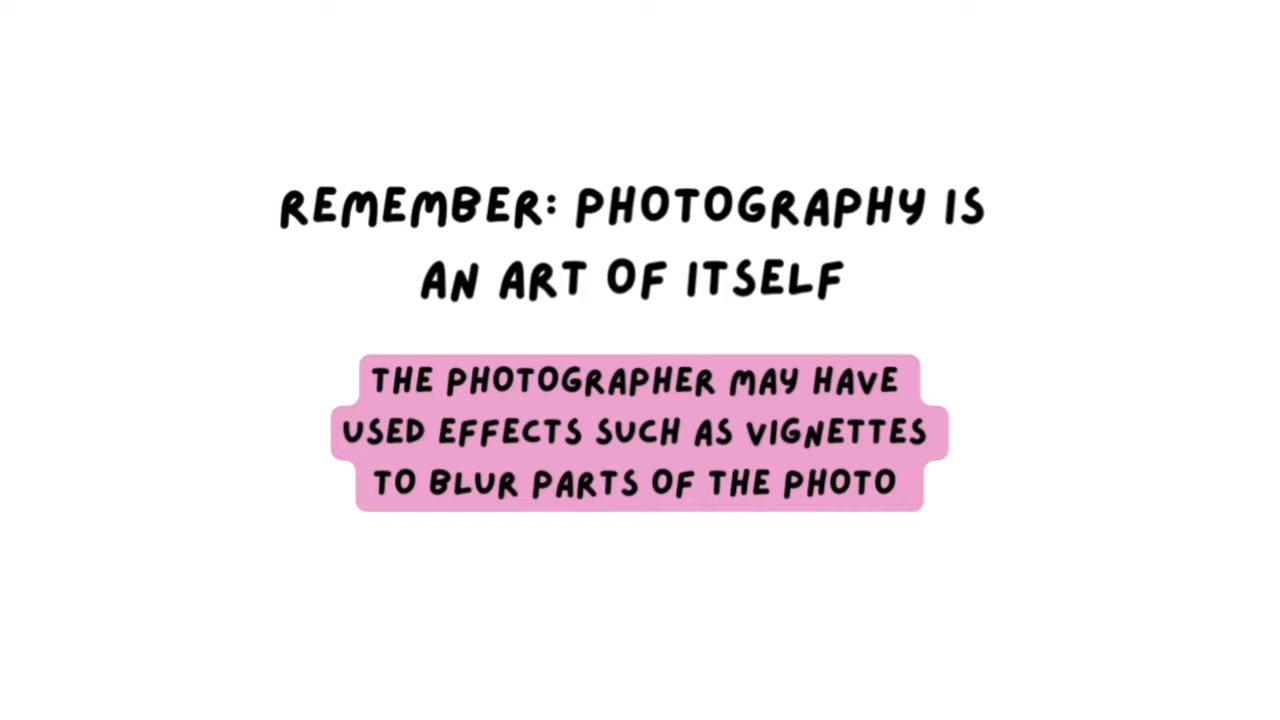 REMEMBER: PHOTOGRAPHY IS
AN ART OF ITSELF
THE PHOTOGRAPHER MAY HAVE
USED EFFECTS SUCH AS VIGNETTES
TO BLUR PARTS OF THE PHOTO